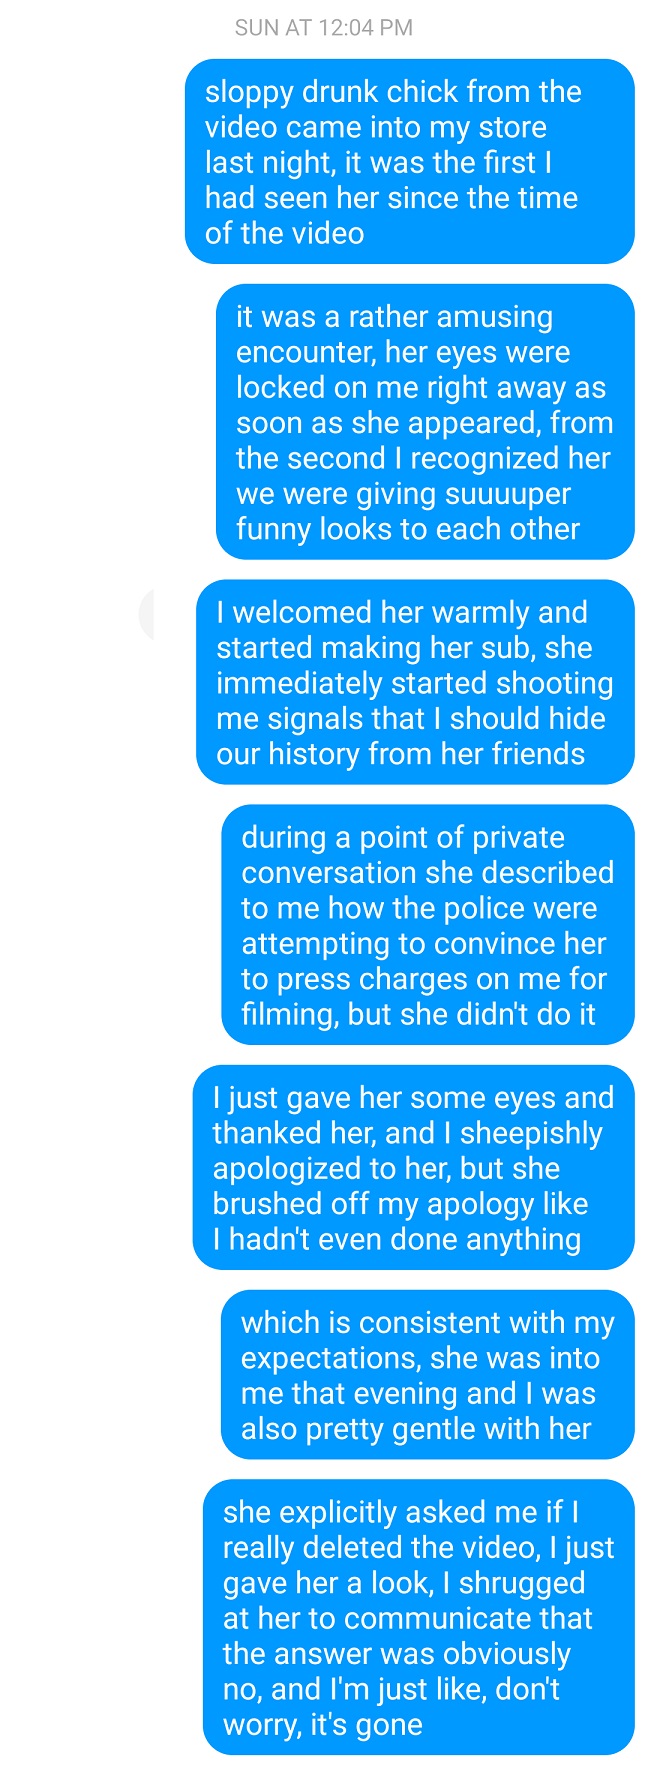 SUN AT 12:04 PM
sloppy drunk chick from the
video came into my store
last night, it was the first I
had seen her since the time
of the video
it was a rather amusing
encounter, her eyes were
locked on me right away as
soon as she appeared, from
the second I recognized her
we were giving suuuuper
funny looks to each other
I welcomed her warmly and
started making her sub, she
immediately started shooting
me signals that I should hide
our history from her friends
during a point of private
conversation she described
to me how the police were
attempting to convince her
to press charges on me for
filming, but she didn't do it
I just gave her some eyes and
thanked her, and I sheepishly
apologized to her, but she
brushed off my apology like
I hadn't even done anything
which is consistent with my
expectations, she was into
me that evening and I was
also pretty gentle with her
she explicitly asked me if I
really deleted the video, I just
gave her a look, I shrugged
at her to communicate that
the answer was obviously
no, and I'm just like, don't
worry, it's gone